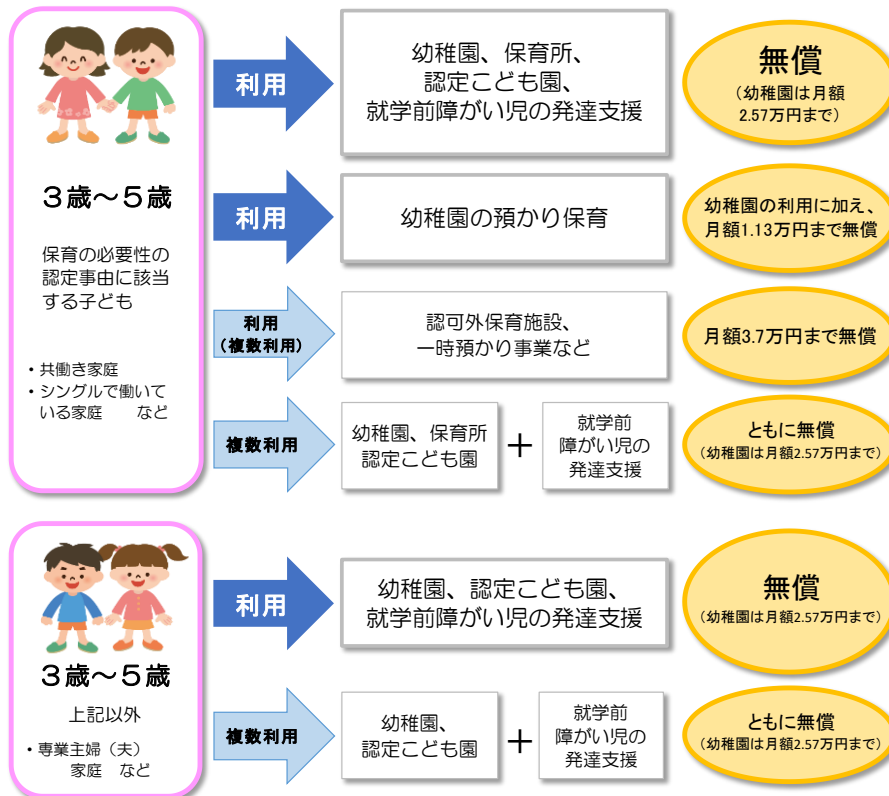 3歳～5歳
保育の必要性の
認定事由に該当
する子ども
・共働き家庭
・シングルで働いて
いる家庭　など
利用
幼稚園、保育所、
認定こども園、
就学前障がい児の発達支援
無償
(幼稚園は月額
2.57万円まで)
利用
幼稚園の預かり保育
幼稚園の利用に加え、
月額1.13万円まで無償
利用
(複数利用)
認可外保育施設、
一時預かり事業など
月額3.7万円まで無償
複数利用
幼稚園、保育所
認定こども園
＋
就学前
障がい児の
発達支援
ともに無償
(幼稚園は月額2.57万円まで)
3歳～5歳
上記以外
・専業主婦（夫）
家庭　など
利用
幼稚園、認定こども園、
就学前障がい児の発達支援
無償
(幼稚園は月額2.57万円まで)
複数利用
幼稚園、
認定こども園
＋
就学前
障がい児の
発達支援
ともに無償
(幼稚園は月額2.57万円まで)